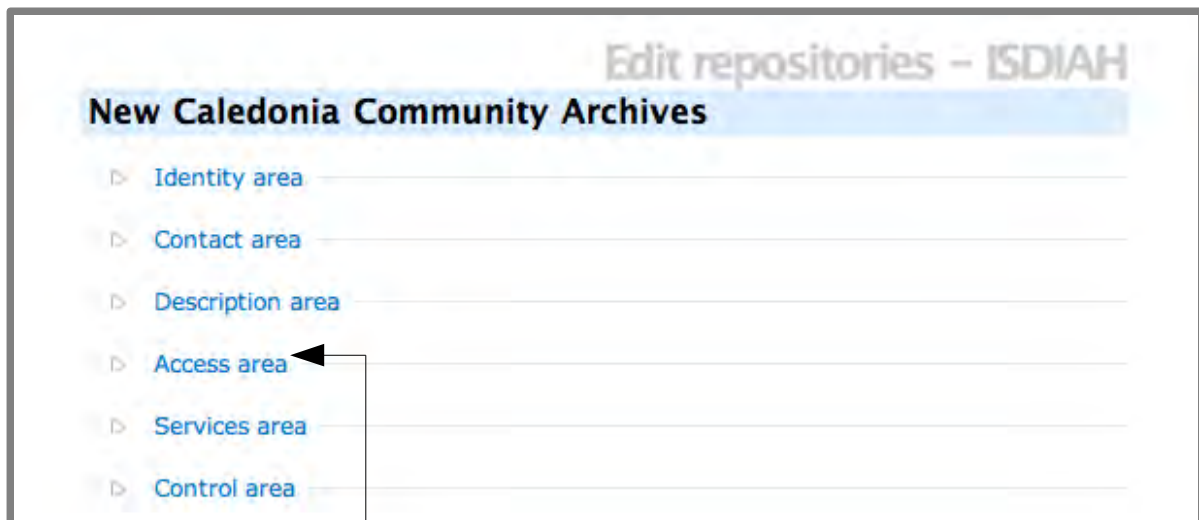 Edit repositories – ISDIAH
New Caledonia Community Archives
Identity area
Contact area
Description area
Access area
Services area
Control area